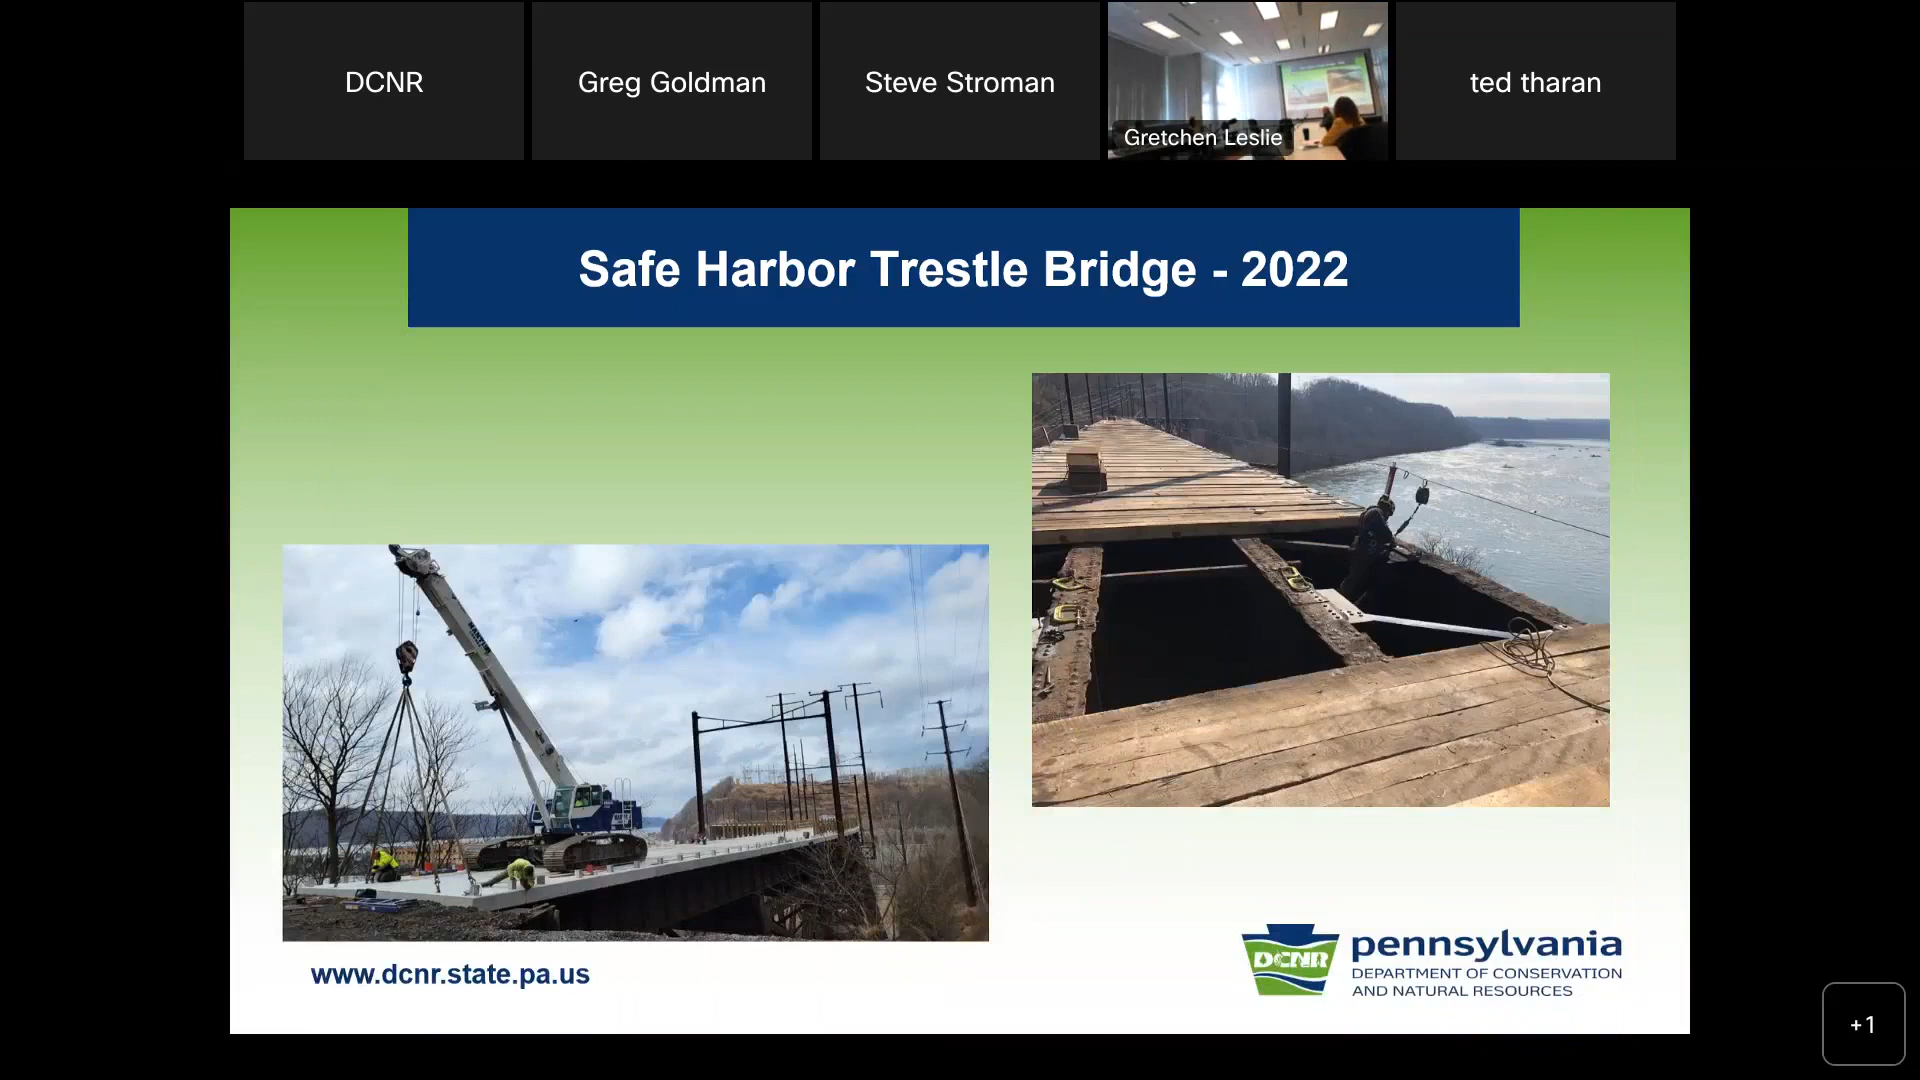 DCNR
Greg Goldman
Steve Stroman
Gretchen Leslie
ted tharan
Safe Harbor Trestle Bridge - 2022
www.dcnr.state.pa.us
DCNR
pennsylvania
DEPARTMENT OF CONSERVATION
AND NATURAL RESOURCES
+1